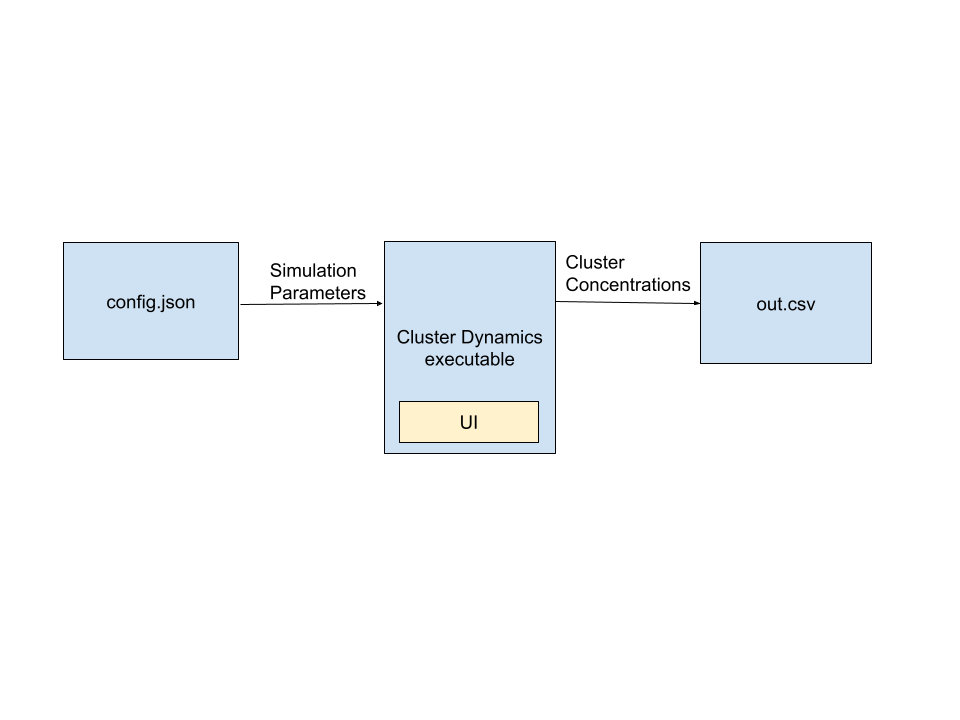 config.json
Simulation
Parameters
Cluster Dynamics
executable
UI
Cluster
Concentrations
out.csv